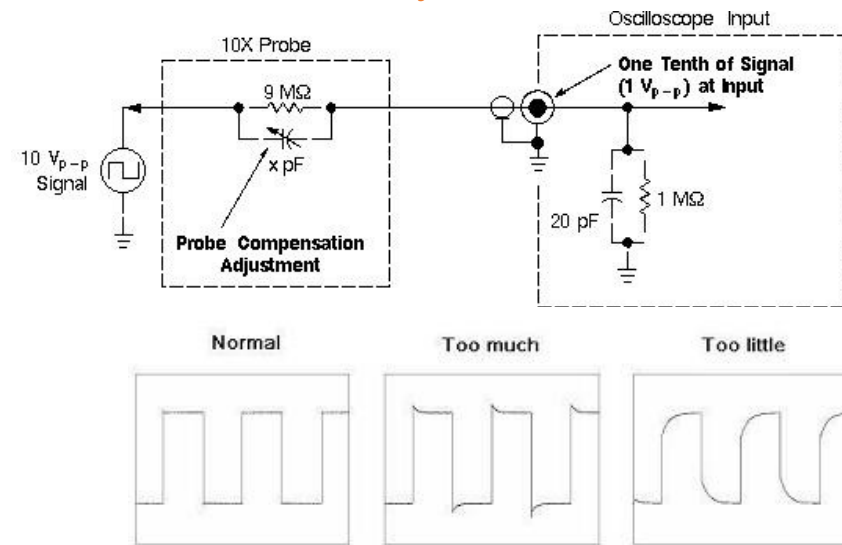 Oscilloscope Input
10X Probe
One Tenth of Signal
(1 Vp–p) at Input
9 MΩ
10 Vp–p
Signal
x pF
Probe Compensation
Adjustment
20 pF
1 MΩ
Normal
Too much
Too little